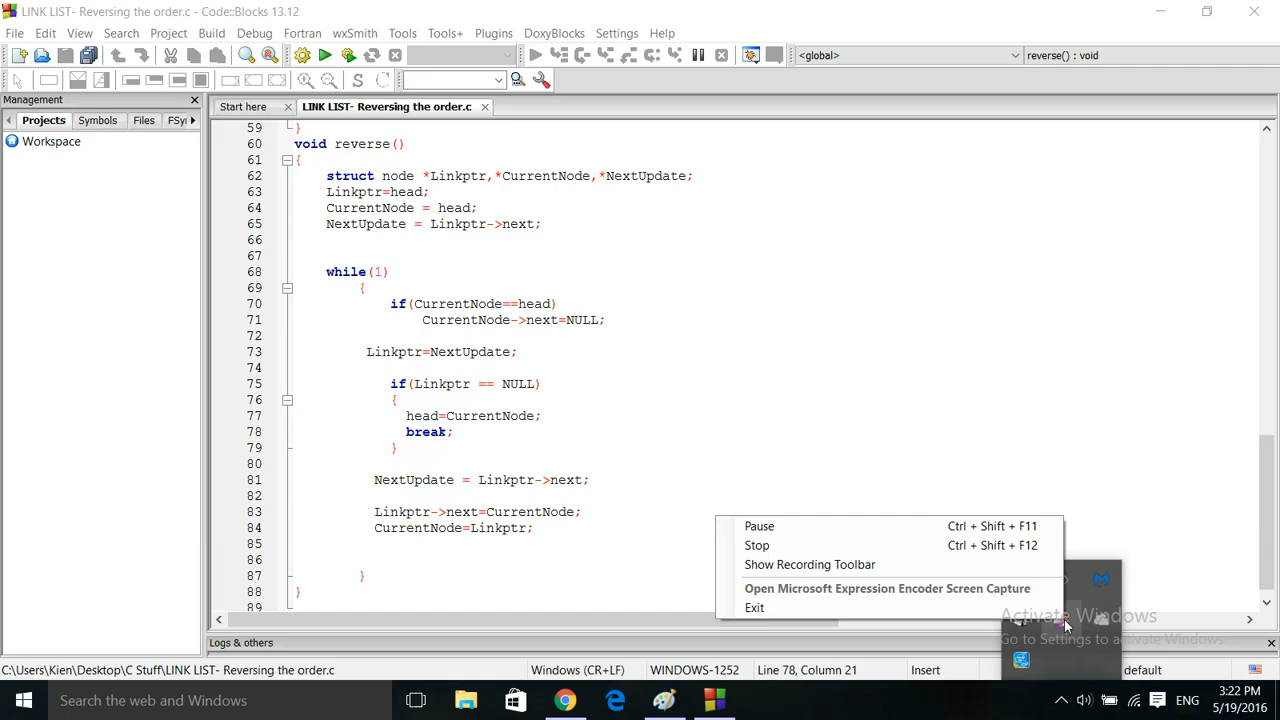 LINK LIST- Reversing the order.c - Code::Blocks 13.12
File Edit View Search Project Build Debug Fortran wxSmith Tools Tools+ Plugins DoxyBlocks Settings Help
<global> reverse() : void
Management
Start here LINK LIST- Reversing the order.c
Projects Symbols Files FSy
Workspace
59 }
60 void reverse()
61 {
62 struct node *Linkptr,*CurrentNode,*NextUpdate;
63 Linkptr=head;
64 CurrentNode = head;
65 NextUpdate = Linkptr->next;
66
67
68 while(1)
69 {
70 if(CurrentNode==head)
71 CurrentNode->next=NULL;
72
73 Linkptr=NextUpdate;
74
75 if(Linkptr == NULL)
76 {
77 head=CurrentNode;
78 break;
79 }
80
81 NextUpdate = Linkptr->next;
82
83 Linkptr->next=CurrentNode;
84 CurrentNode=Linkptr;
85
86
87 }
88 }
89
Pause Ctrl + Shift + F11
Stop Ctrl + Shift + F12
Show Recording Toolbar
Open Microsoft Expression Encoder Screen Capture
Exit
Activate Windows
Go to Settings to activate Windows.
Logs & others
C:\Users\Kien\Desktop\C Stuff\LINK LIST- Reversing the order.c Windows (CR+LF) WINDOWS-1252 Line 78, Column 21 Insert default
Search the web and Windows
ENG
3:22 PM
5/19/2016